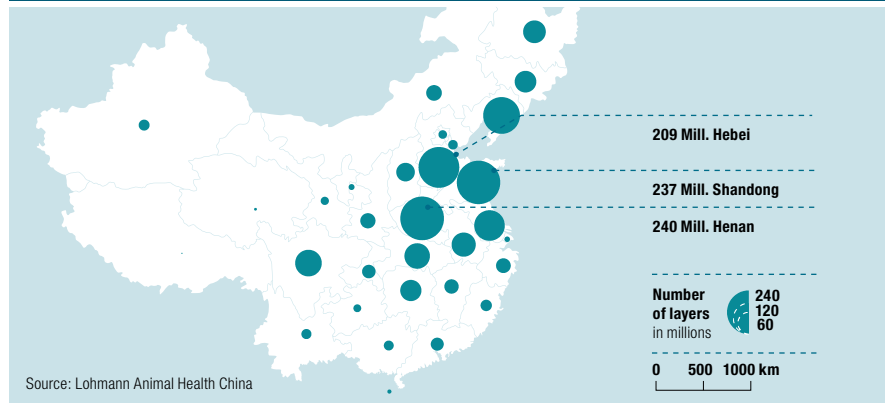 209 Mill. Hebei
237 Mill. Shandong
240 Mill. Henan
Number
of layers
in millions
240
120
60
0 500 1000 km
Source: Lohmann Animal Health China